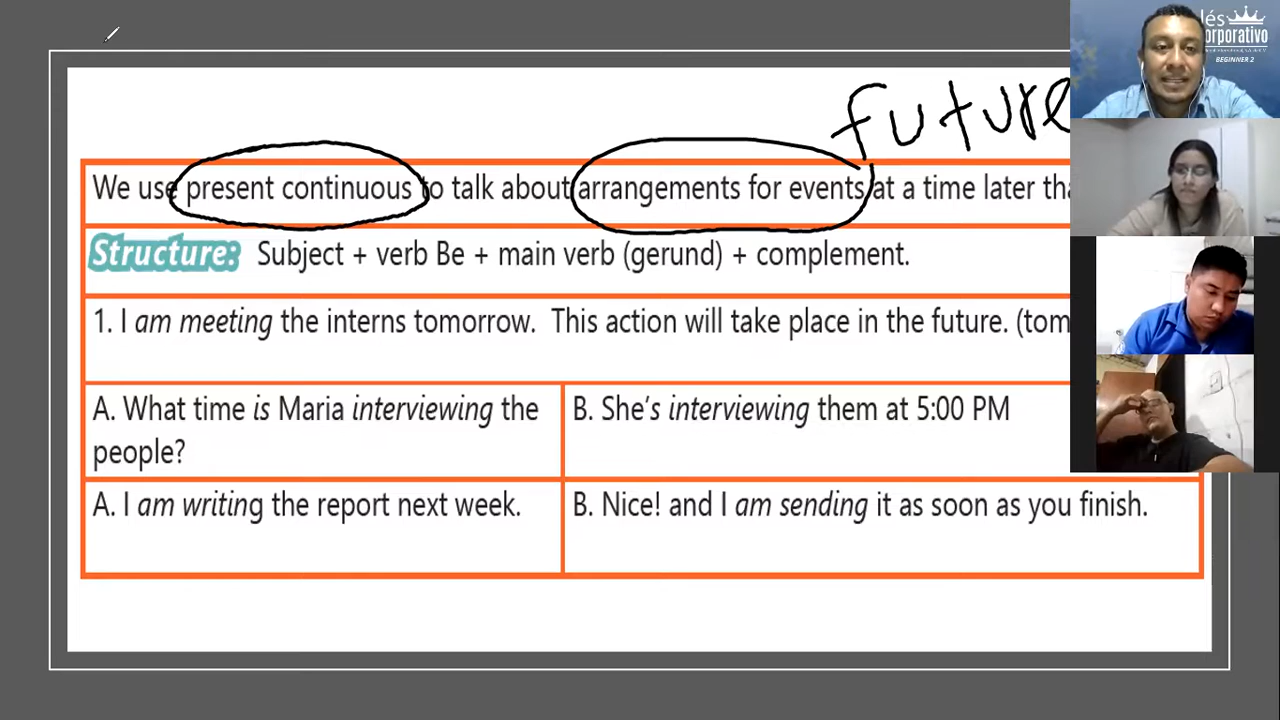 future
We use present continuous to talk about arrangements for events at a time later
Structure: Subject + verb Be + main verb (gerund) + complement.
1. I am meeting the interns tomorrow. This action will take place in the future.
A. What time is Maria interviewing the
people?
B. She's interviewing them at 5:00 PM
A. I am writing the report next week.
B. Nice! and I am sending it as soon as you finish.
BEGINNER 2